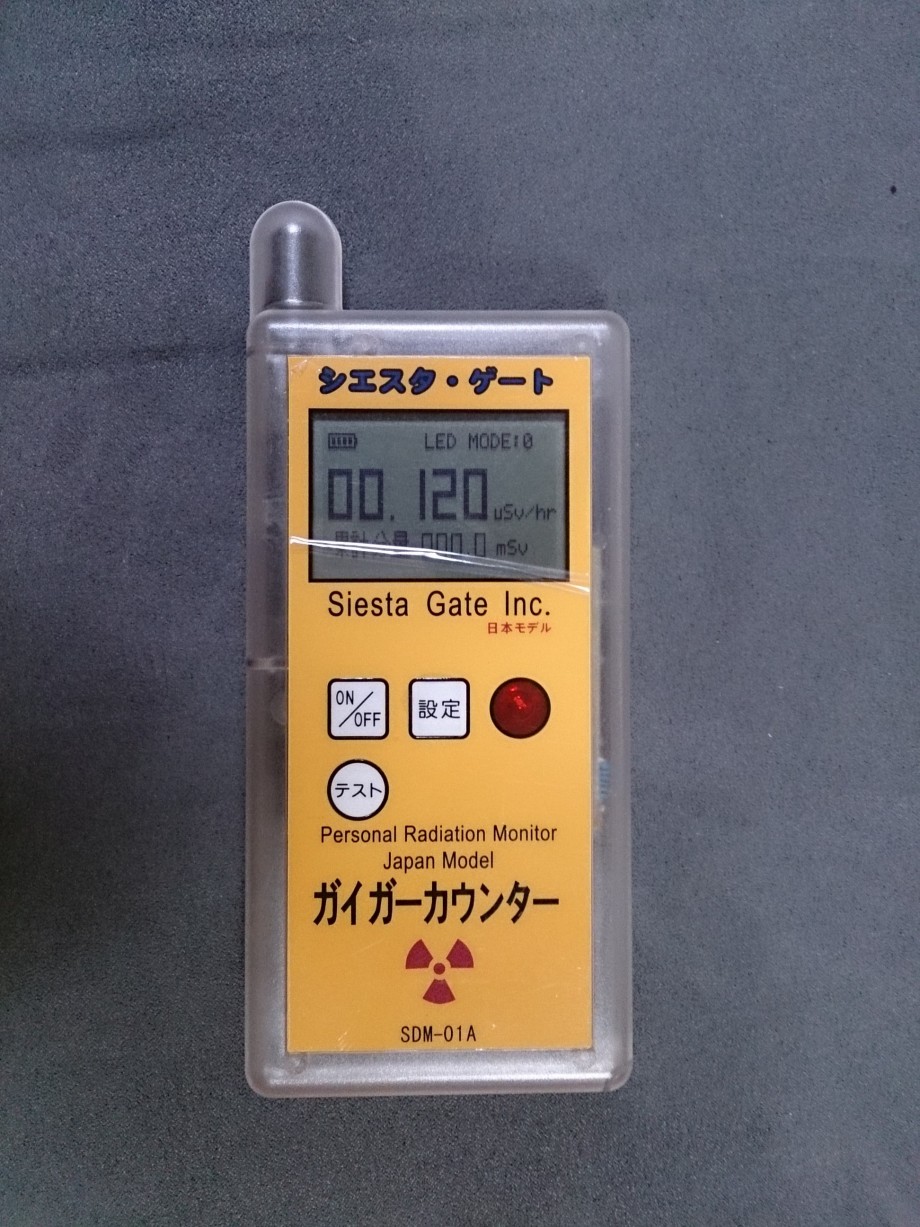 シエスタ・ゲート
LED MODE:0
00.120 uSv/hr
累計 000.0 mSv
Siesta Gate Inc.
日本モデル
ON/OFF
設定
テスト
Personal Radiation Monitor
Japan Model
ガイガーカウンター
SDM-01A